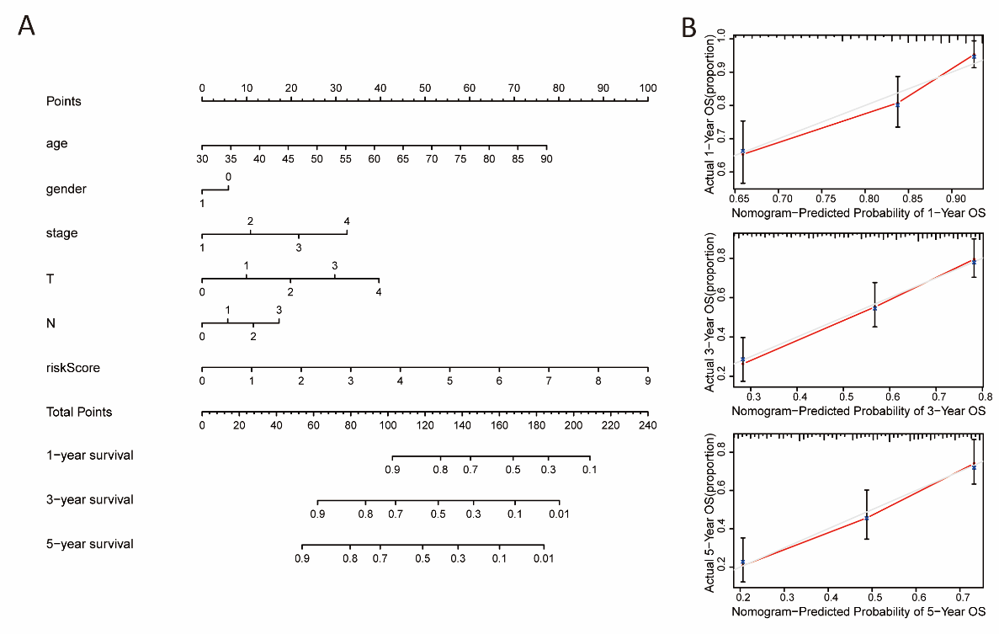 A
Points
0 10 20 30 40 50 60 70 80 90 100
age
30 35 40 45 50 55 60 65 70 75 80 85 90
gender
0
1
stage
2 4
1 3
T
1 3
0 2 4
N
1 3
0 2
riskScore
0 1 2 3 4 5 6 7 8 9
Total Points
0 20 40 60 80 100 120 140 160 180 200 220 240
1−year survival
0.9 0.8 0.7 0.5 0.3 0.1
3−year survival
0.9 0.8 0.7 0.5 0.3 0.1 0.01
5−year survival
0.9 0.8 0.7 0.5 0.3 0.1 0.01
B
Actual 1−Year OS(proportion)
0.6 0.7 0.8 0.9 1.0
0.65 0.70 0.75 0.80 0.85 0.90
Nomogram−Predicted Probability of 1−Year OS
Actual 3−Year OS(proportion)
0.2 0.4 0.6 0.8
0.3 0.4 0.5 0.6 0.7 0.8
Nomogram−Predicted Probability of 3−Year OS
Actual 5−Year OS(proportion)
0.2 0.4 0.6 0.8
0.2 0.3 0.4 0.5 0.6 0.7
Nomogram−Predicted Probability of 5−Year OS